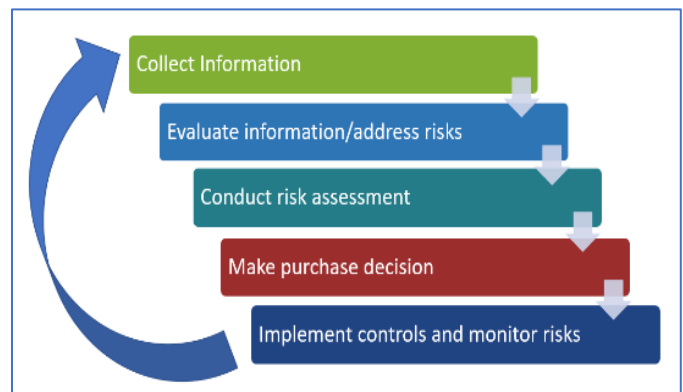 Collect Information
Evaluate information/address risks
Conduct risk assessment
Make purchase decision
Implement controls and monitor risks